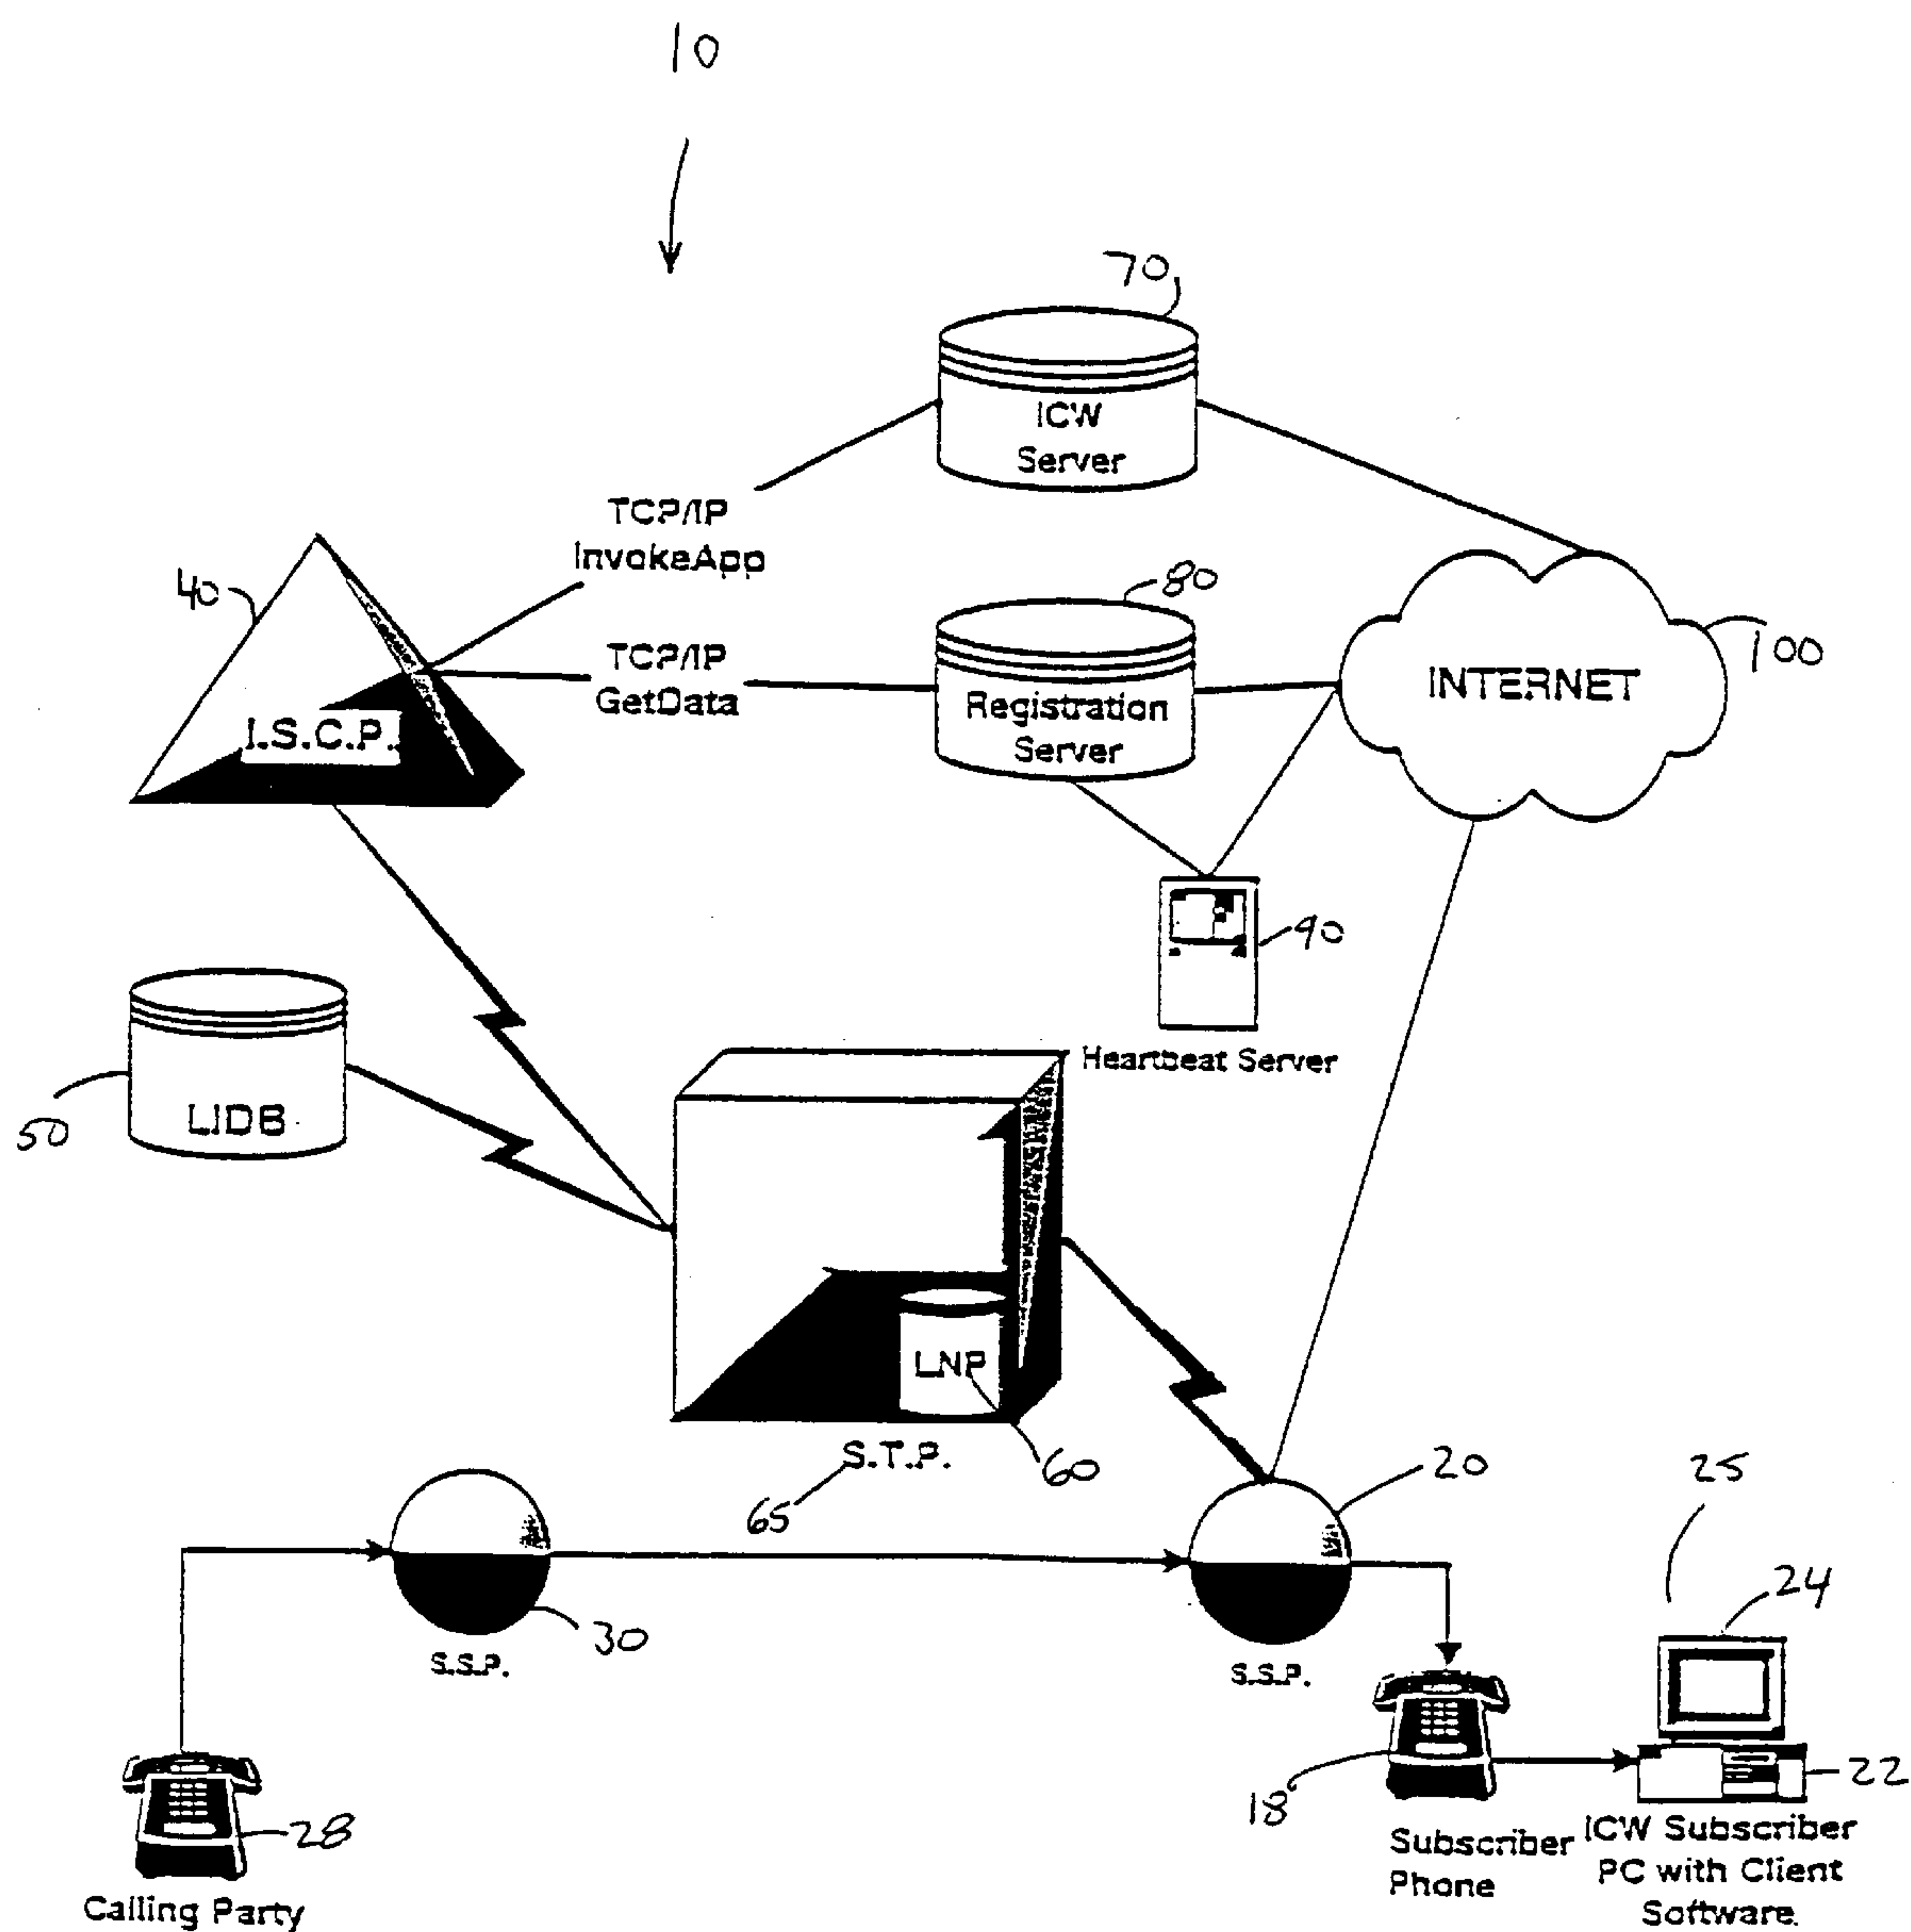 10
70
ICW
Server
TCP/IP
InvokeApp
40
80
100
TCP/IP
GetData
INTERNET
Registration
Server
I.S.C.P.
90
Heartbeat Server
50
LIDB
LNP
S.T.P.
60
20
25
65
24
30
S.S.P.
S.S.P.
22
18
28
Subscriber
Phone
ICW Subscriber
PC with Client
Software.
Calling Party